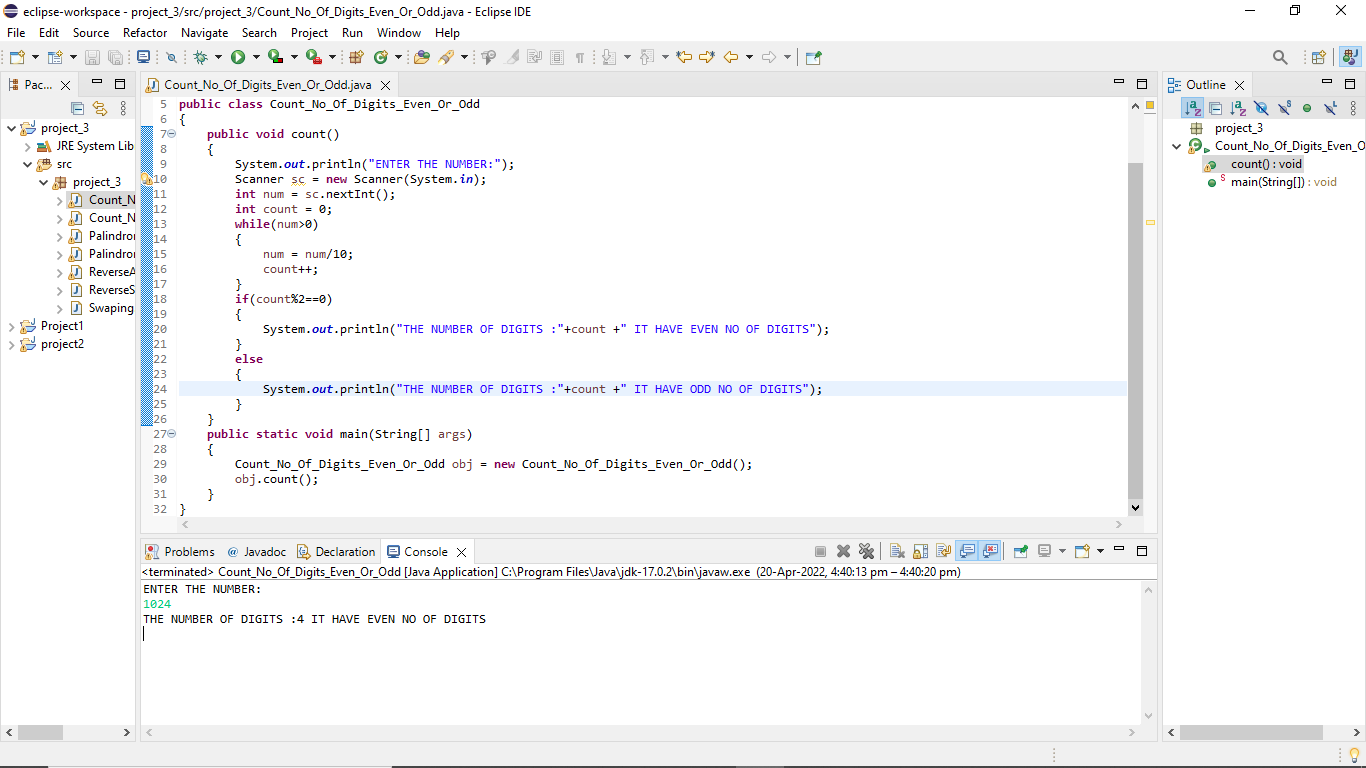 eclipse-workspace - project_3/src/project_3/Count_No_Of_Digits_Even_Or_Odd.java - Eclipse IDE
File Edit Source Refactor Navigate Search Project Run Window Help
Pac...
project_3
JRE System Lib
src
project_3
Count_N
Count_N
Palindror
Palindror
ReverseA
ReverseS
Swaping
Project1
project2
Count_No_Of_Digits_Even_Or_Odd.java
5 public class Count_No_Of_Digits_Even_Or_Odd
6 {
7 public void count()
8 {
9 System.out.println("ENTER THE NUMBER:");
10 Scanner sc = new Scanner(System.in);
11 int num = sc.nextInt();
12 int count = 0;
13 while(num>0)
14 {
15 num = num/10;
16 count++;
17 }
18 if(count%2==0)
19 {
20 System.out.println("THE NUMBER OF DIGITS :"+count +" IT HAVE EVEN NO OF DIGITS");
21 }
22 else
23 {
24 System.out.println("THE NUMBER OF DIGITS :"+count +" IT HAVE ODD NO OF DIGITS");
25 }
26 }
27 public static void main(String[] args)
28 {
29 Count_No_Of_Digits_Even_Or_Odd obj = new Count_No_Of_Digits_Even_Or_Odd();
30 obj.count();
31 }
32 }
Outline
project_3
Count_No_Of_Digits_Even_O
count() : void
main(String[]) : void
Problems @ Javadoc Declaration Console
<terminated> Count_No_Of_Digits_Even_Or_Odd [Java Application] C:\Program Files\Java\jdk-17.0.2\bin\javaw.exe (20-Apr-2022, 4:40:13 pm – 4:40:20 pm)
ENTER THE NUMBER:
1024
THE NUMBER OF DIGITS :4 IT HAVE EVEN NO OF DIGITS